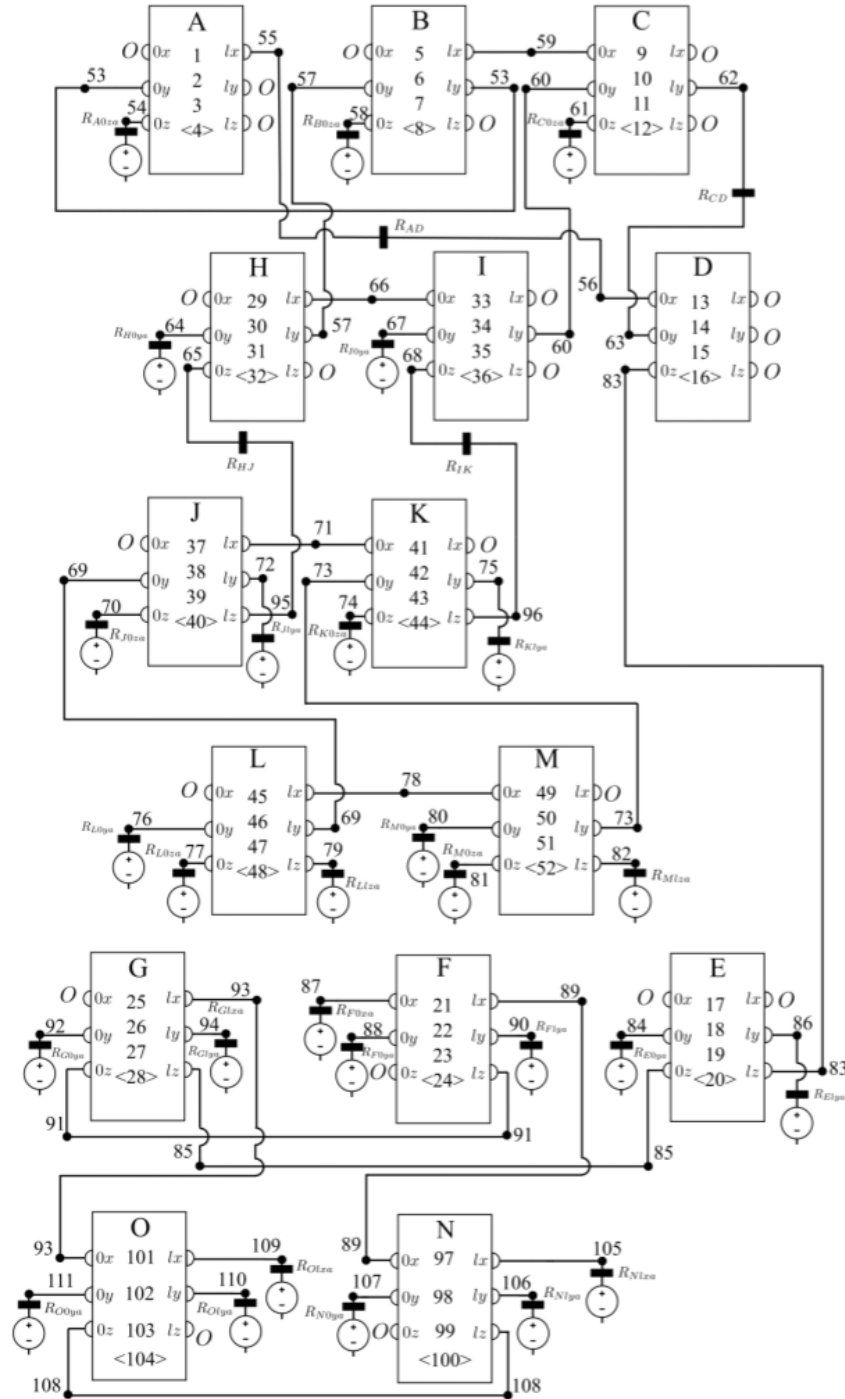 A B C
O 0x 1 lx 55 O 0x 5 lx 59 0x 9 lx O
53 0y 2 ly O 57 0y 6 ly 53 60 0y 10 ly 62
R_A0za 54 0z 3 lz O R_B0za 58 0z 7 lz O R_C0za 61 0z 11 lz O
<4> <8> <12>
+ − + − + −
R_CD
R_AD
H I D
O 0x 29 lx 66 0x 33 lx O 56 0x 13 lx O
R_H0ya 64 0y 30 ly 57 R_I0ya 67 0y 34 ly 60 63 0y 14 ly O
65 0z 31 lz O 68 0z 35 lz O 83 0z 15 lz O
<32> <36> <16>
+ − + −
R_HJ R_IK
J K
O 0x 37 lx 71 0x 41 lx O
69 0y 38 ly 72 73 0y 42 ly 75
70 0z 39 lz 95 74 0z 43 lz 96
R_J0za <40> R_Jlya R_K0za <44> R_Klya
+ − + − + − + −
L M
O 0x 45 lx 78 0x 49 lx O
R_L0ya 76 0y 46 ly 69 R_M0ya 80 0y 50 ly 73
R_L0za 77 0z 47 lz 79 R_M0za 81 0z 51 lz 82
<48> R_Llza <52> R_Mlza
+ − + − + − + − + − + −
G F E
O 0x 25 lx R_Glxa 93 87 R_F0xa 0x 21 lx 89 O 0x 17 lx O
92 0y 26 ly 94 88 0y 22 ly 90 R_Flya 84 0y 18 ly 86
R_G0ya 0z 27 lz R_Glya R_F0ya O 0z 23 lz R_E0ya 0z 19 lz 83
<28> <24> <20> R_Elya
+ − + − + − + − + − + − + −
91 85 91 85
O N
93 0x 101 lx 109 R_Olxa 89 0x 97 lx 105 R_Nlxa
111 0y 102 ly 110 107 0y 98 ly 106 R_Nlya
R_O0ya 0z 103 lz O R_Olya R_N0ya O 0z 99 lz
<104> <100>
+ − + − + − + − + − + −
108 108